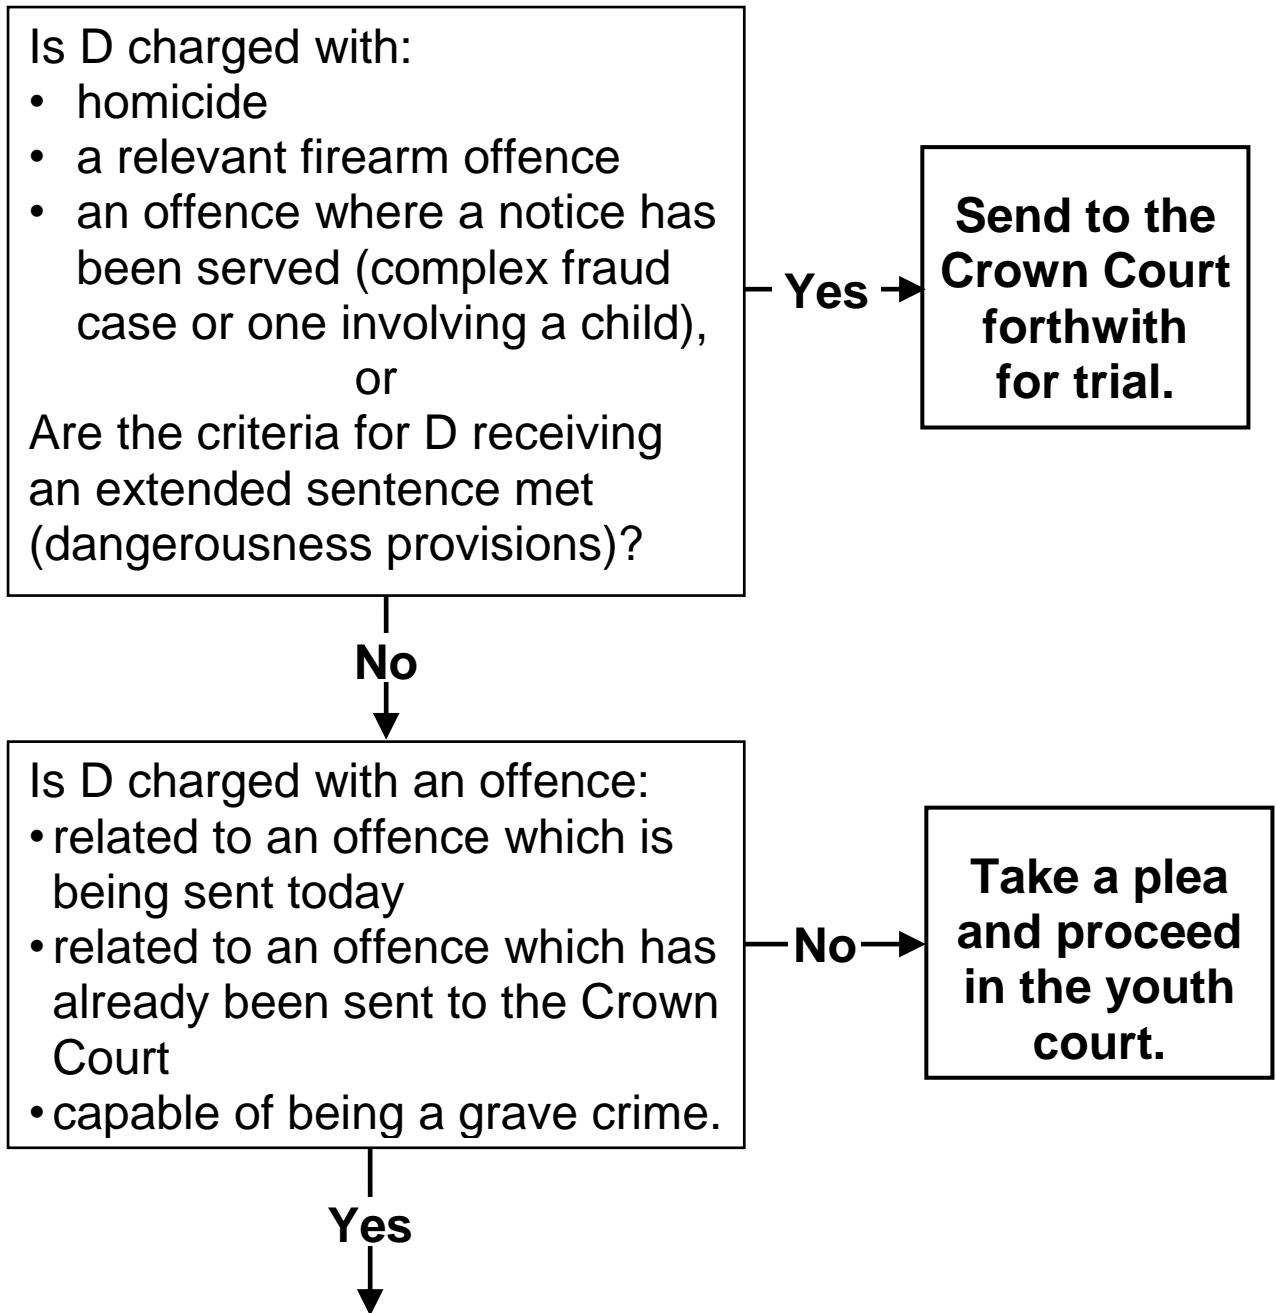 Is D charged with:
• homicide
• a relevant firearm offence
• an offence where a notice has
been served (complex fraud
case or one involving a child),
or
Are the criteria for D receiving
an extended sentence met
(dangerousness provisions)?
Yes
Send to the
Crown Court
forthwith
for trial.
No
Is D charged with an offence:
• related to an offence which is
being sent today
• related to an offence which has
already been sent to the Crown
Court
• capable of being a grave crime.
No
Take a plea
and proceed
in the youth
court.
Yes